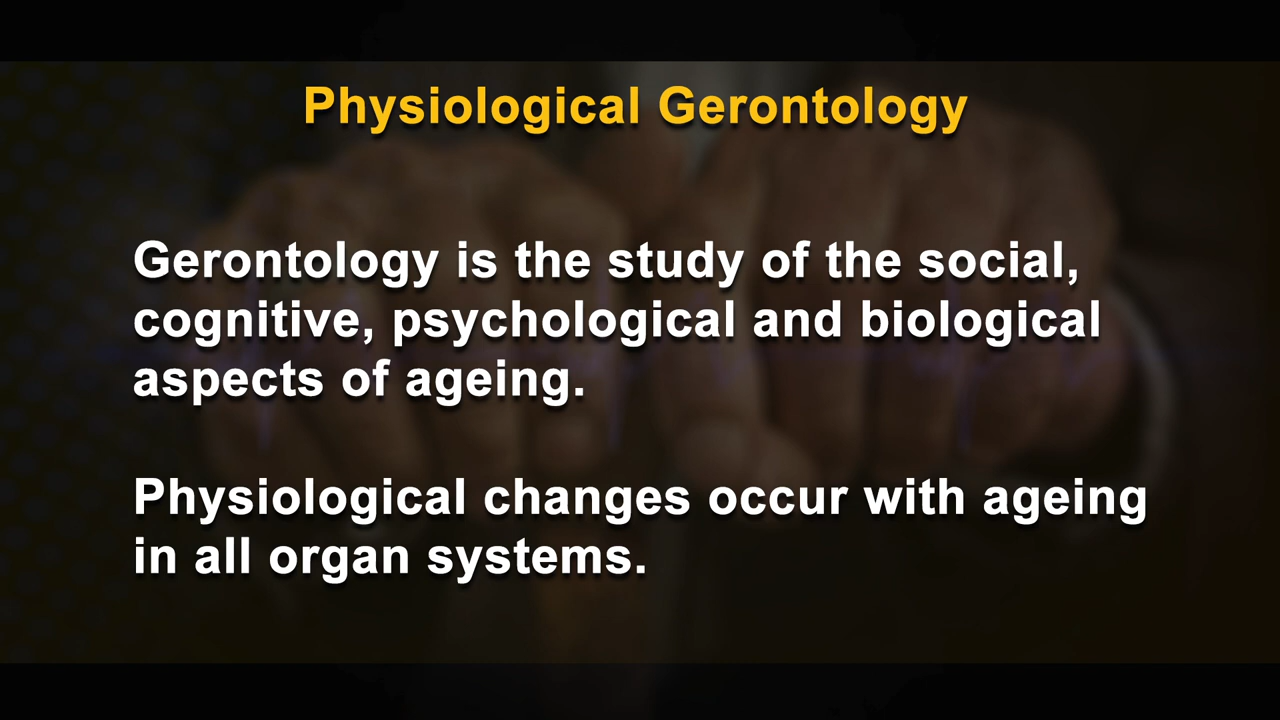 Physiological Gerontology
Gerontology is the study of the social,
cognitive, psychological and biological
aspects of ageing.
Physiological changes occur with ageing
in all organ systems.